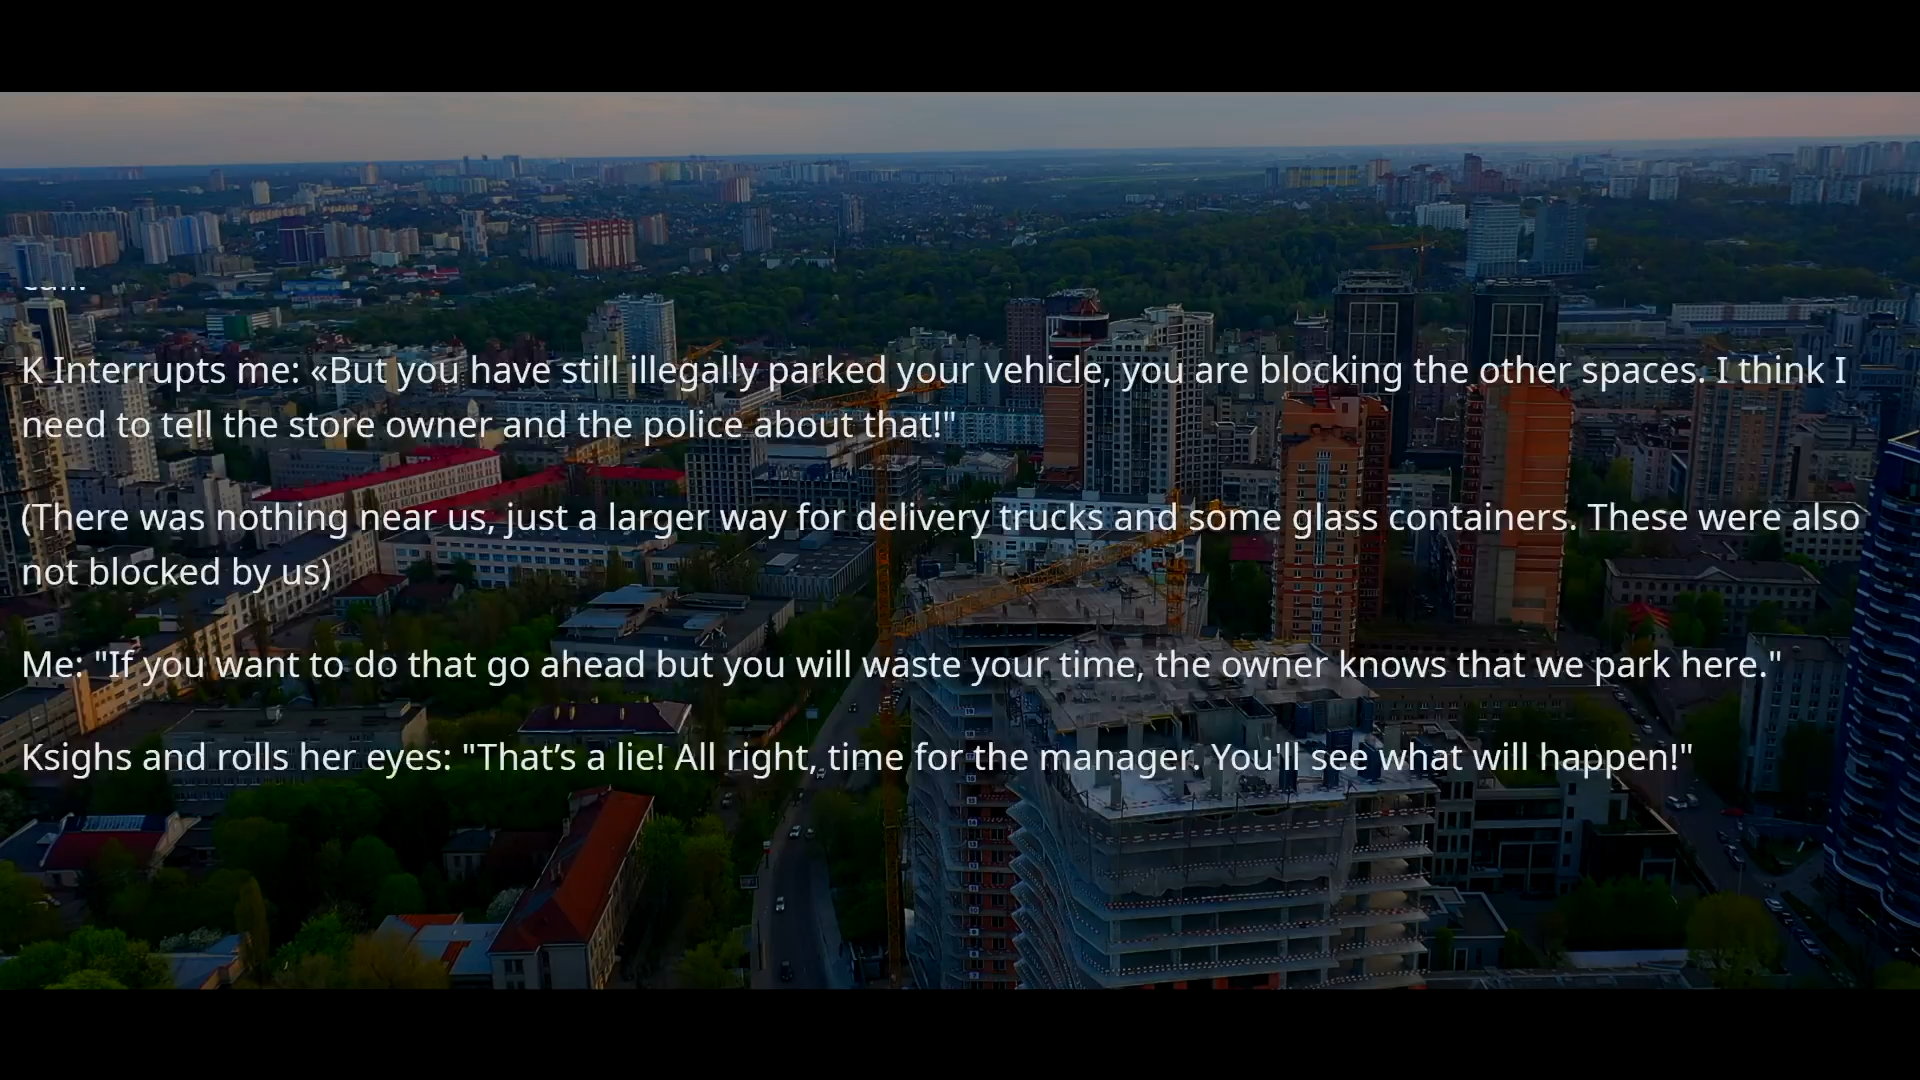 K Interrupts me: «But you have still illegally parked your vehicle, you are blocking the other spaces. I think I
need to tell the store owner and the police about that!"
(There was nothing near us, just a larger way for delivery trucks and some glass containers. These were also
not blocked by us)
Me: "If you want to do that go ahead but you will waste your time, the owner knows that we park here."
Ksighs and rolls her eyes: "That’s a lie! All right, time for the manager. You'll see what will happen!"